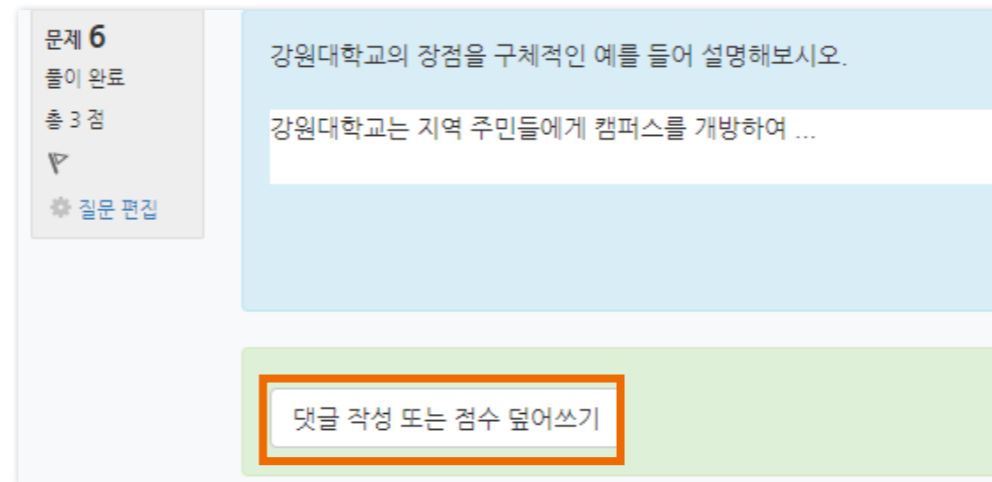 문제 6
풀이 완료
총 3 점
질문 편집
강원대학교의 장점을 구체적인 예를 들어 설명해보시오.
강원대학교는 지역 주민들에게 캠퍼스를 개방하여 ...
댓글 작성 또는 점수 덮어쓰기